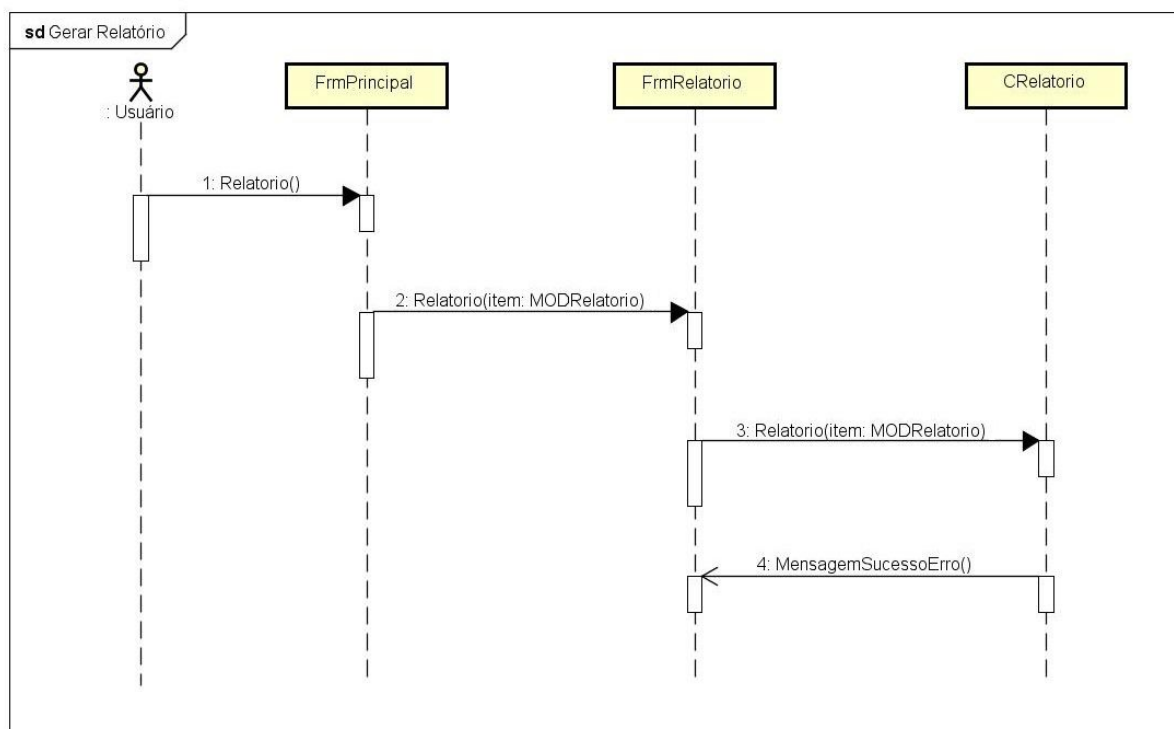 sd Gerar Relatório
: Usuário
FrmPrincipal
FrmRelatorio
CRelatorio
1: Relatorio()
2: Relatorio(item: MODRelatorio)
3: Relatorio(item: MODRelatorio)
4: MensagemSucessoErro()